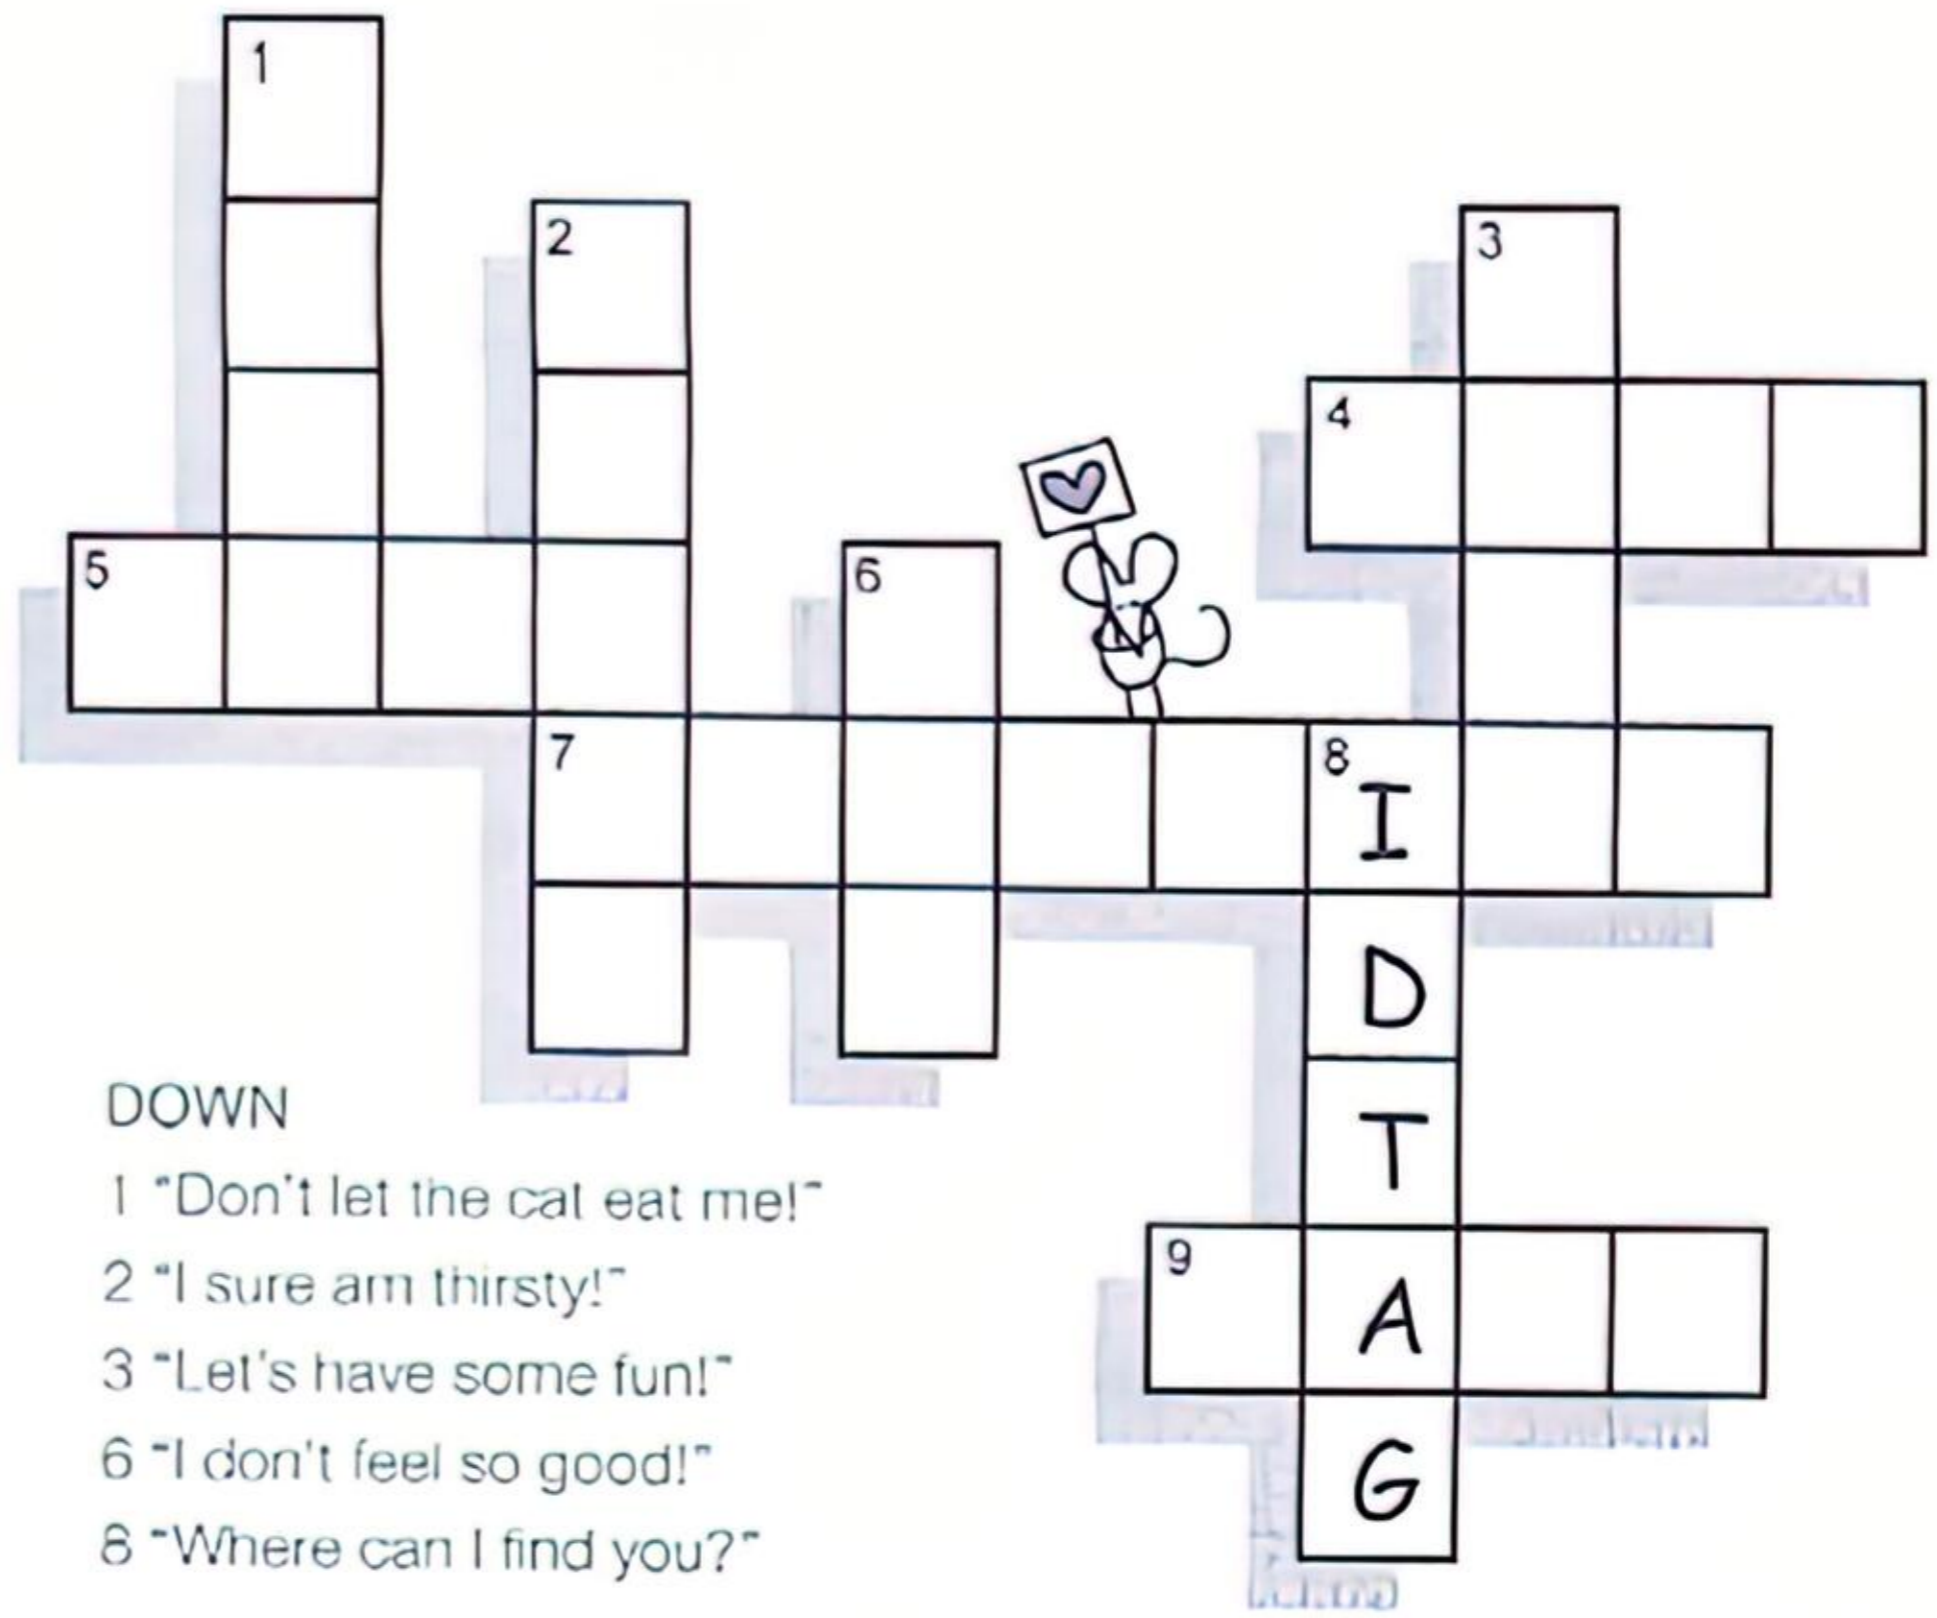 1
2
3
4
5
6
7
8
I
D
T
9
A
G
DOWN
1 "Don't let the cat eat me!"
2 "I sure am thirsty!"
3 "Let's have some fun!"
6 "I don't feel so good!"
8 "Where can I find you?"